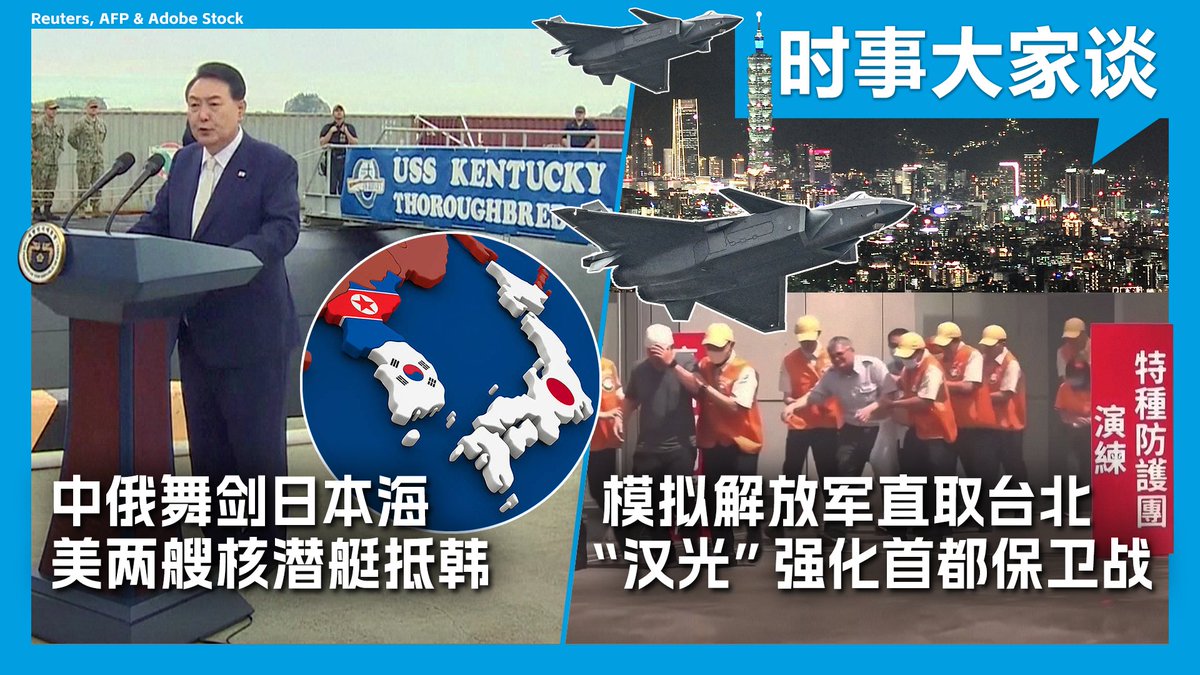 Reuters, AFP & Adobe Stock
时事大家谈
USS KENTUCKY
THOROUGHBRED
特種防護團
演練
中俄舞剑日本海
美两艘核潜艇抵韩
模拟解放军直取台北
“汉光”强化首都保卫战